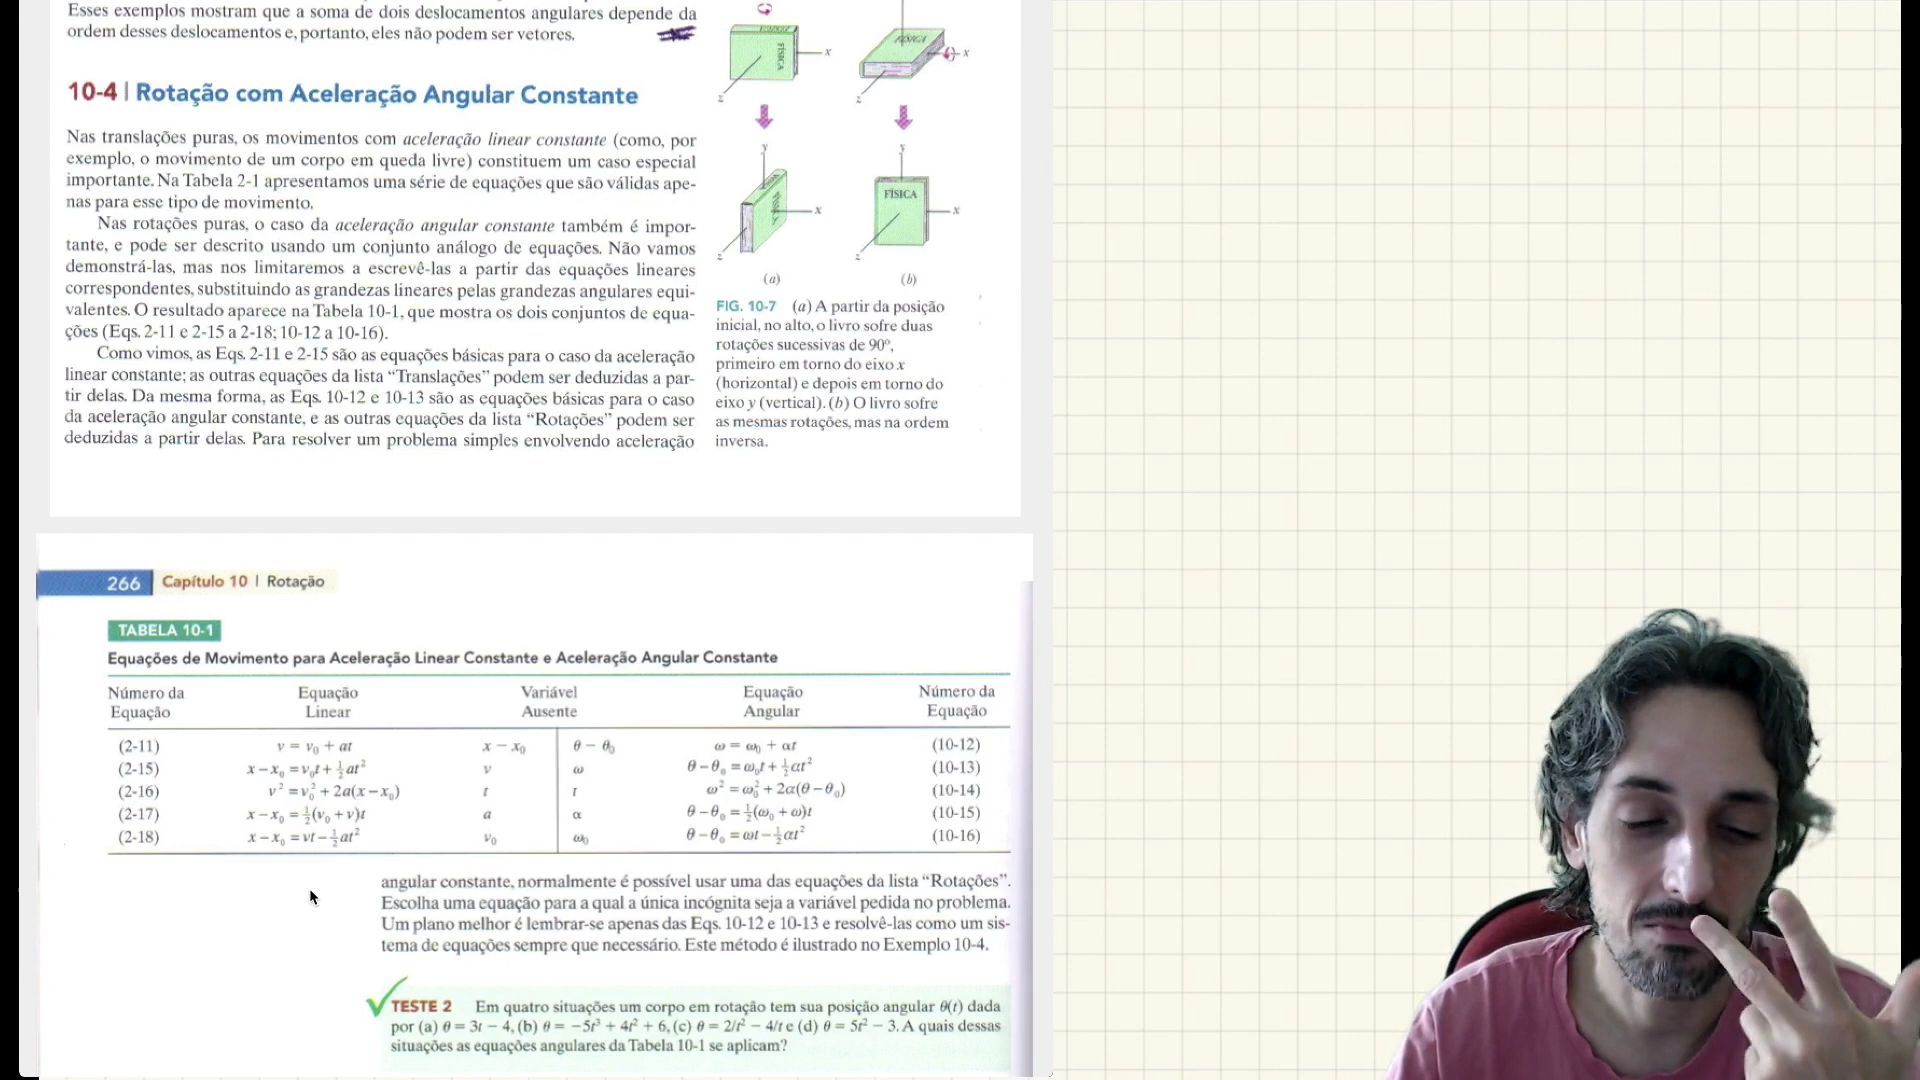 Esses exemplos mostram que a soma de dois deslocamentos angulares depende da
ordem desses deslocamentos e, portanto, eles não podem ser vetores.
10-4 | Rotação com Aceleração Angular Constante
Nas translações puras, os movimentos com aceleração linear constante (como, por
exemplo, o movimento de um corpo em queda livre) constituem um caso especial
importante. Na Tabela 2-1 apresentamos uma série de equações que são válidas ape-
nas para esse tipo de movimento.
Nas rotações puras, o caso da aceleração angular constante também é impor-
tante, e pode ser descrito usando um conjunto análogo de equações. Não vamos
demonstrá-las, mas nos limitaremos a escrevê-las a partir das equações lineares
correspondentes, substituindo as grandezas lineares pelas grandezas angulares equi-
valentes. O resultado aparece na Tabela 10-1, que mostra os dois conjuntos de equa-
ções (Eqs. 2-11 e 2-15 a 2-18; 10-12 a 10-16).
Como vimos, as Eqs. 2-11 e 2-15 são as equações básicas para o caso da aceleração
linear constante; as outras equações da lista “Translações” podem ser deduzidas a par-
tir delas. Da mesma forma, as Eqs. 10-12 e 10-13 são as equações básicas para o caso
da aceleração angular constante, e as outras equações da lista “Rotações” podem ser
deduzidas a partir delas. Para resolver um problema simples envolvendo aceleração
FÍSICA x z
FÍSICA x z
y x z
y FÍSICA x z
(a) (b)
FIG. 10-7 (a) A partir da posição
inicial, no alto, o livro sofre duas
rotações sucessivas de 90º,
primeiro em torno do eixo x
(horizontal) e depois em torno do
eixo y (vertical). (b) O livro sofre
as mesmas rotações, mas na ordem
inversa.
266 Capítulo 10 | Rotação
TABELA 10-1
Equações de Movimento para Aceleração Linear Constante e Aceleração Angular Constante
Número da Equação Variável Equação Número da
Equação Linear Ausente Angular Equação
(2-11) v = v₀ + at x − x₀ θ − θ₀ ω = ω₀ + αt (10-12)
(2-15) x − x₀ = v₀t + ½at² v ω θ − θ₀ = ω₀t + ½αt² (10-13)
(2-16) v² = v₀² + 2a(x − x₀) t t ω² = ω₀² + 2α(θ − θ₀) (10-14)
(2-17) x − x₀ = ½(v₀ + v)t a α θ − θ₀ = ½(ω₀ + ω)t (10-15)
(2-18) x − x₀ = vt − ½at² v₀ ω₀ θ − θ₀ = ωt − ½αt² (10-16)
angular constante, normalmente é possível usar uma das equações da lista “Rotações”.
Escolha uma equação para a qual a única incógnita seja a variável pedida no problema.
Um plano melhor é lembrar-se apenas das Eqs. 10-12 e 10-13 e resolvê-las como um sis-
tema de equações sempre que necessário. Este método é ilustrado no Exemplo 10-4.
TESTE 2 Em quatro situações um corpo em rotação tem sua posição angular θ(t) dada
por (a) θ = 3t − 4, (b) θ = −5t³ + 4t² + 6, (c) θ = 2/t² − 4/t e (d) θ = 5t² − 3. A quais dessas
situações as equações angulares da Tabela 10-1 se aplicam?